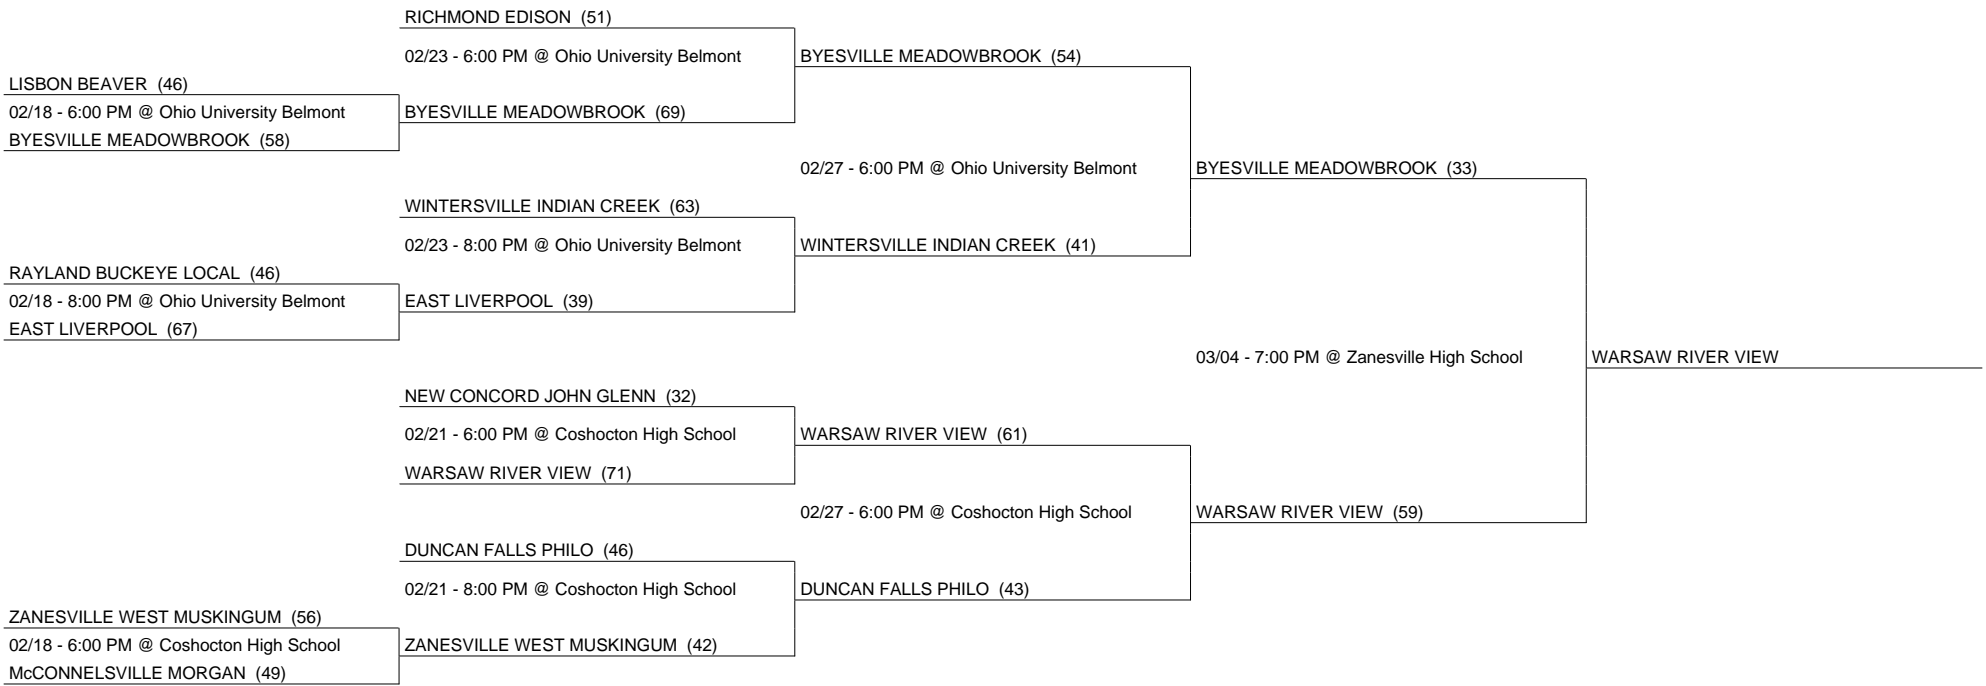 RICHMOND EDISON (51)
02/23 - 6:00 PM @ Ohio University Belmont
BYESVILLE MEADOWBROOK (54)
LISBON BEAVER (46)
02/18 - 6:00 PM @ Ohio University Belmont
BYESVILLE MEADOWBROOK (69)
BYESVILLE MEADOWBROOK (58)
02/27 - 6:00 PM @ Ohio University Belmont
BYESVILLE MEADOWBROOK (33)
WINTERSVILLE INDIAN CREEK (63)
02/23 - 8:00 PM @ Ohio University Belmont
WINTERSVILLE INDIAN CREEK (41)
RAYLAND BUCKEYE LOCAL (46)
02/18 - 8:00 PM @ Ohio University Belmont
EAST LIVERPOOL (39)
EAST LIVERPOOL (67)
03/04 - 7:00 PM @ Zanesville High School
WARSAW RIVER VIEW
NEW CONCORD JOHN GLENN (32)
02/21 - 6:00 PM @ Coshocton High School
WARSAW RIVER VIEW (61)
WARSAW RIVER VIEW (71)
02/27 - 6:00 PM @ Coshocton High School
WARSAW RIVER VIEW (59)
DUNCAN FALLS PHILO (46)
02/21 - 8:00 PM @ Coshocton High School
DUNCAN FALLS PHILO (43)
ZANESVILLE WEST MUSKINGUM (56)
02/18 - 6:00 PM @ Coshocton High School
ZANESVILLE WEST MUSKINGUM (42)
McCONNELSVILLE MORGAN (49)